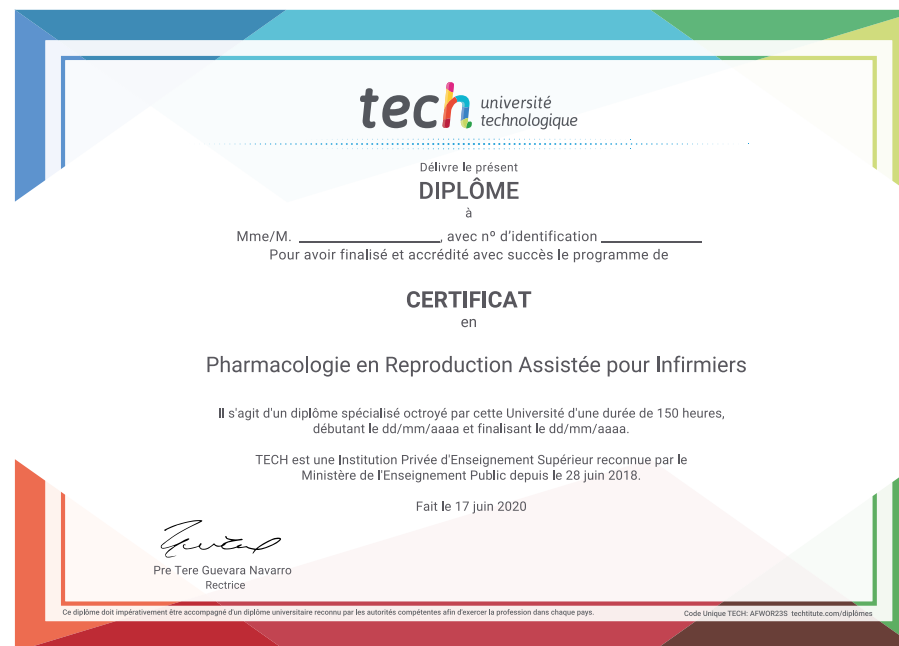 tech université
technologique
Délivre le présent
DIPLÔME
à
Mme/M. ____________________, avec nº d'identification ______________
Pour avoir finalisé et accrédité avec succès le programme de
CERTIFICAT
en
Pharmacologie en Reproduction Assistée pour Infirmiers
Il s'agit d'un diplôme spécialisé octroyé par cette Université d'une durée de 150 heures,
débutant le dd/mm/aaaa et finalisant le dd/mm/aaaa.
TECH est une Institution Privée d'Enseignement Supérieur reconnue par le
Ministère de l'Enseignement Public depuis le 28 juin 2018.
Fait le 17 juin 2020
Pre Tere Guevara Navarro
Rectrice
Ce diplôme doit impérativement être accompagné d'un diplôme universitaire reconnu par les autorités compétentes afin d'exercer la profession dans chaque pays.
Code Unique TECH: AFWOR23S techtitute.com/diplômes